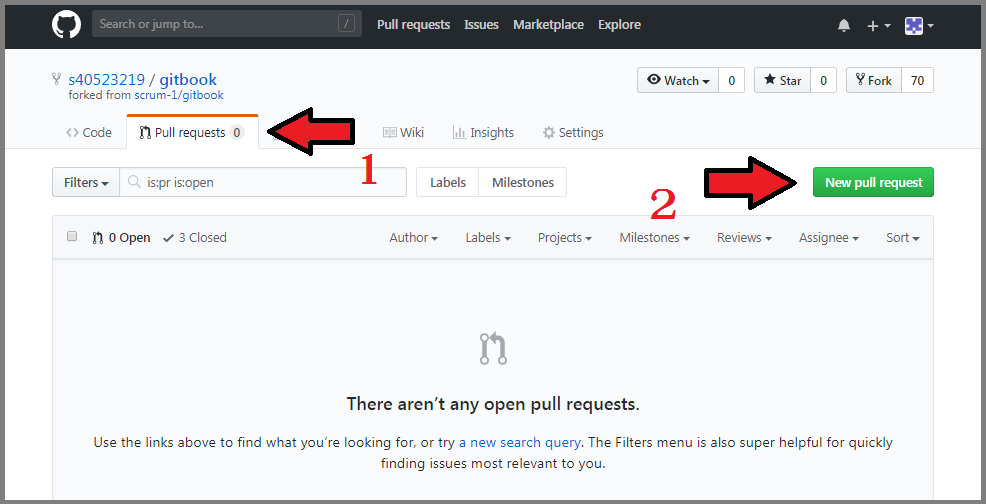 Search or jump to... / Pull requests Issues Marketplace Explore
s40523219 / gitbook Watch 0 Star 0 Fork 70
forked from scrum-1/gitbook
Code Pull requests 0 Wiki Insights Settings
1
Filters is:pr is:open Labels Milestones New pull request
2
0 Open 3 Closed Author Labels Projects Milestones Reviews Assignee Sort
There aren’t any open pull requests.
Use the links above to find what you’re looking for, or try a new search query. The Filters menu is also super helpful for quickly
finding issues most relevant to you.